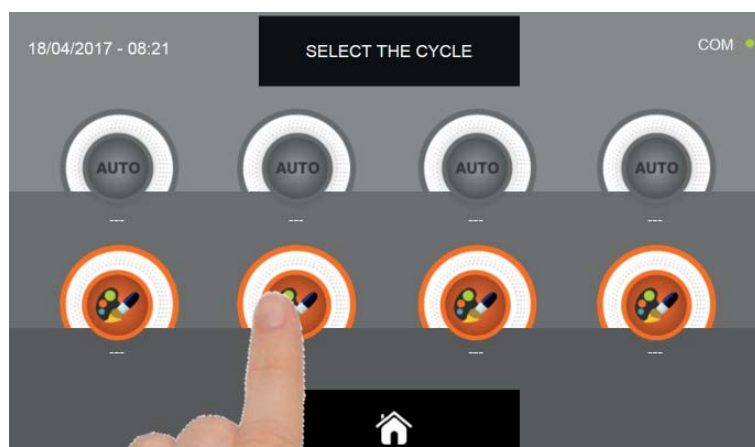 18/04/2017 - 08:21
SELECT THE CYCLE
COM
AUTO AUTO AUTO AUTO
--- --- --- ---
--- --- --- ---